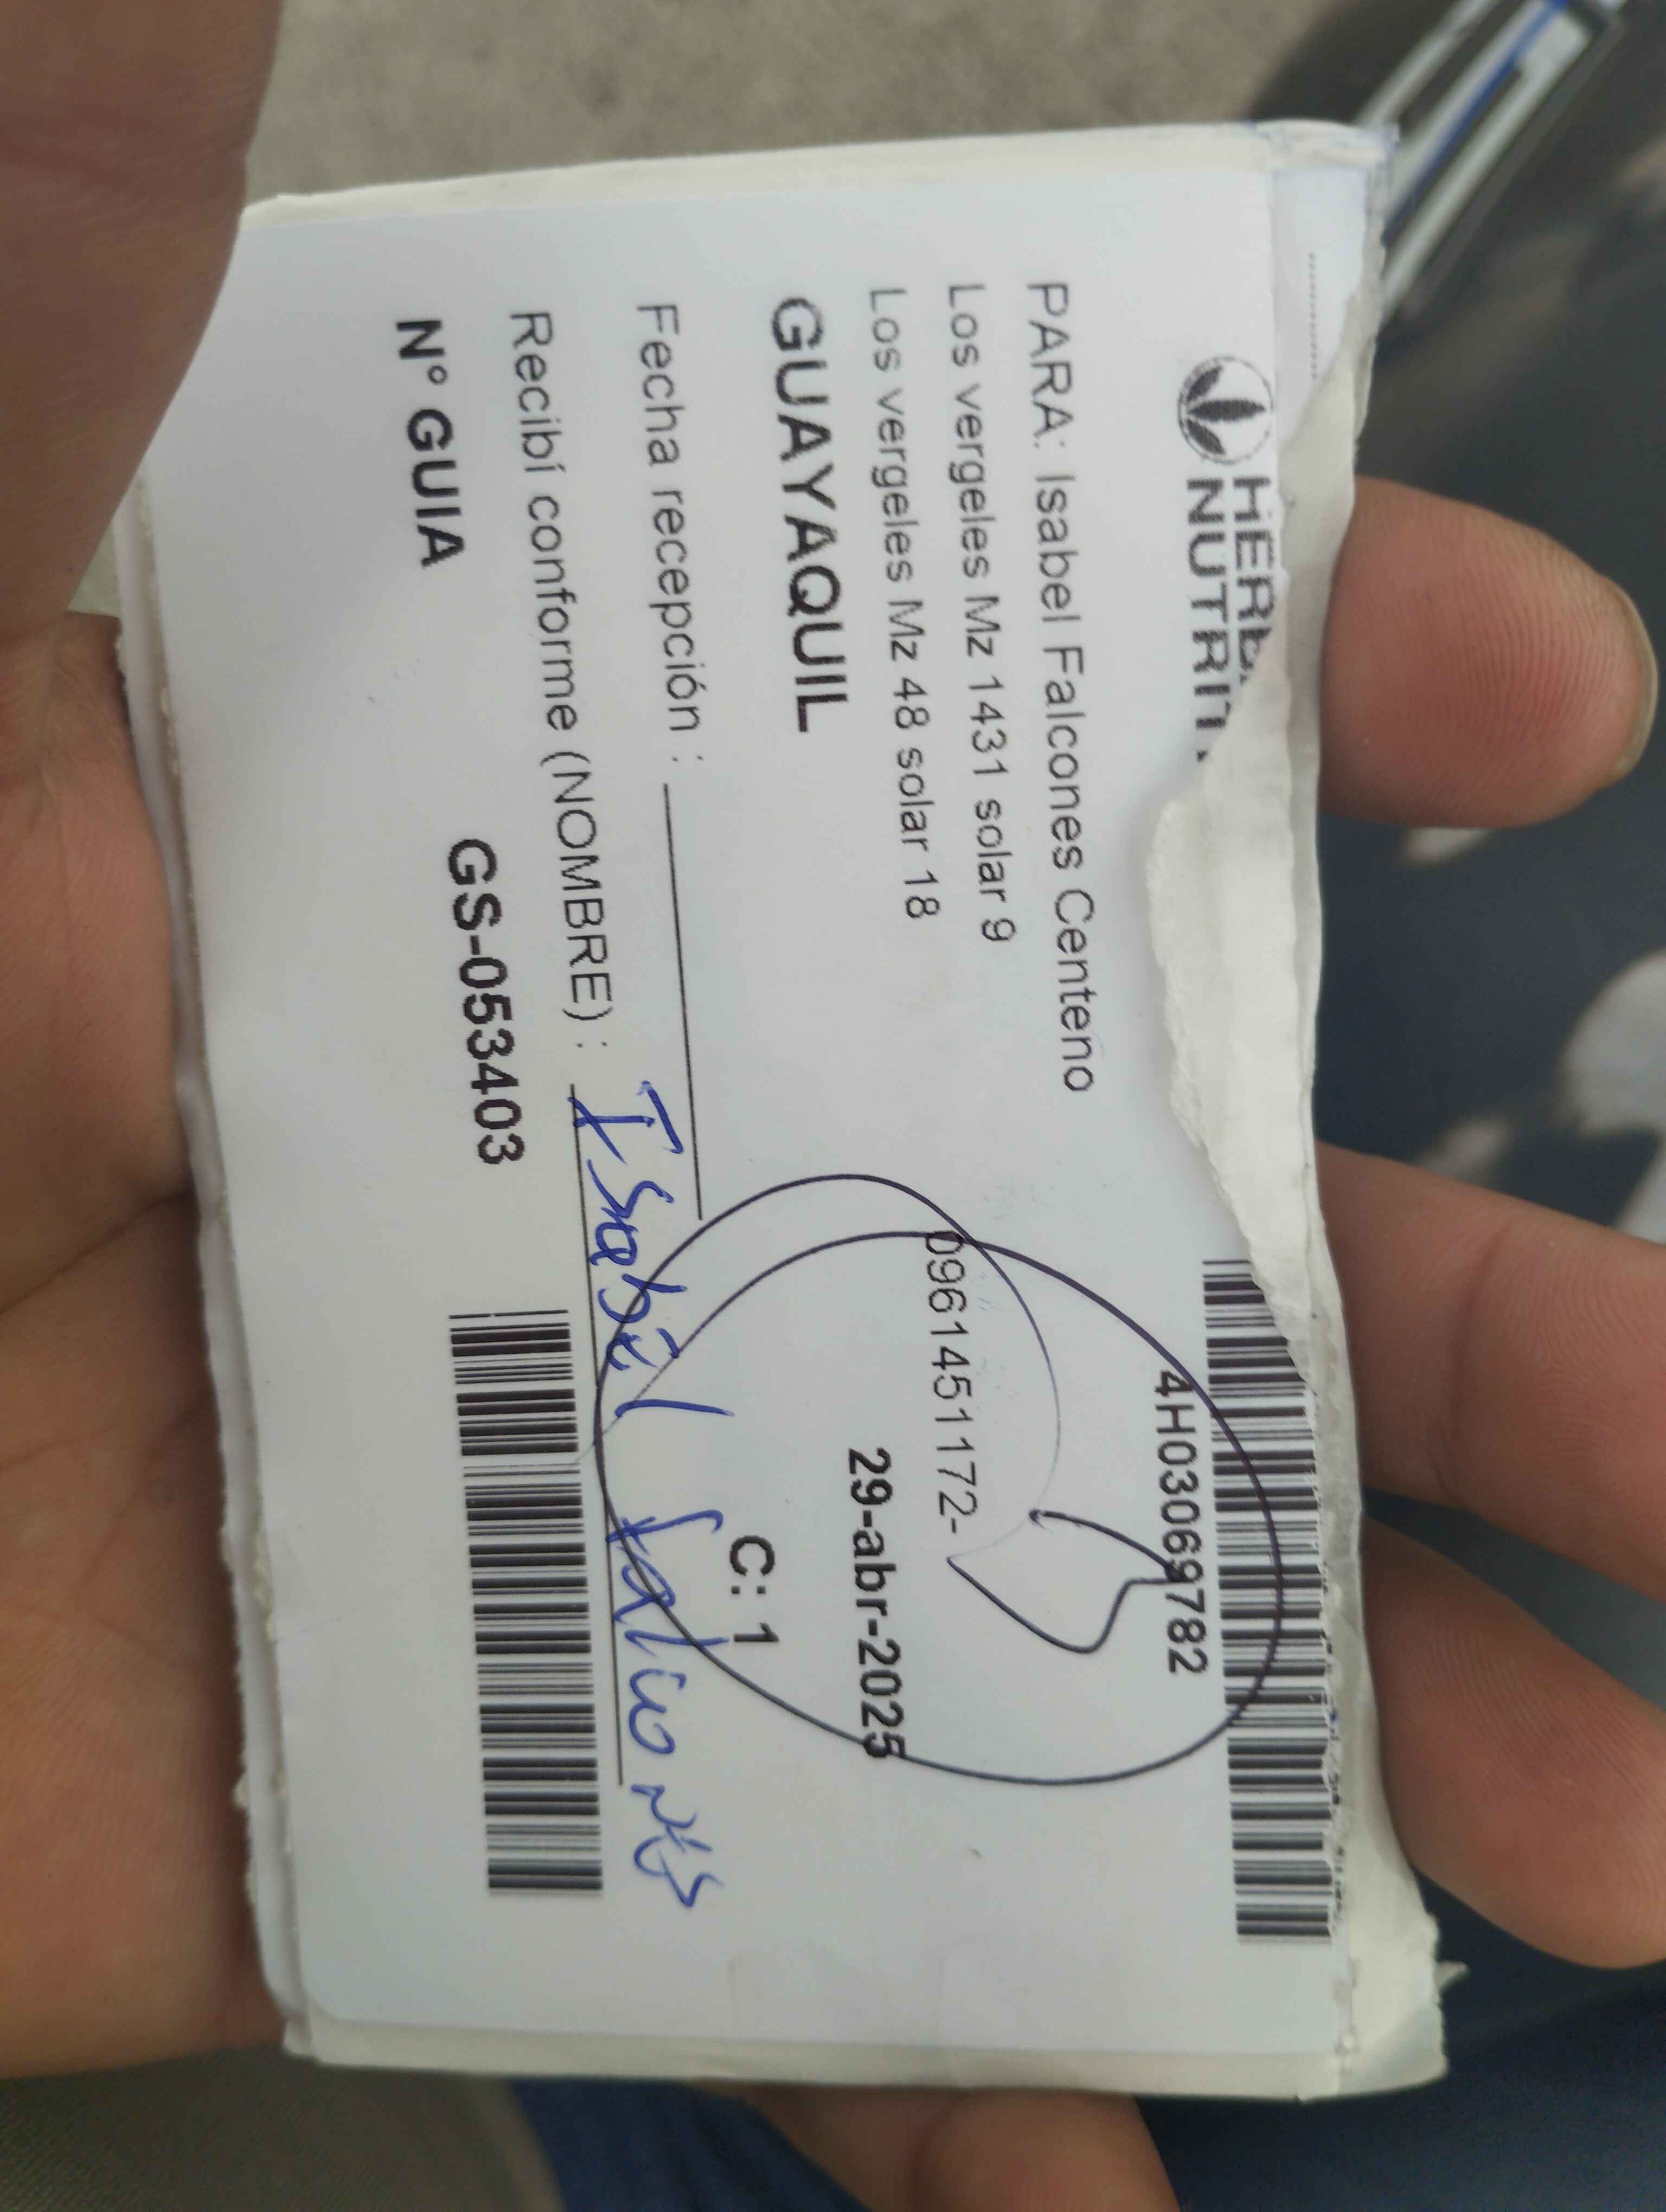 HERB
NUTRIT
4H03069782
PARA: Isabel Falcones Centeno
Los vergeles Mz 1431 solar 9
0961451172-
Los vergeles Mz 48 solar 18
29-abr-2025
GUAYAQUIL
C: 1
Fecha recepción :
Recibí conforme (NOMBRE) : Isabel falcones
N° GUIA GS-053403